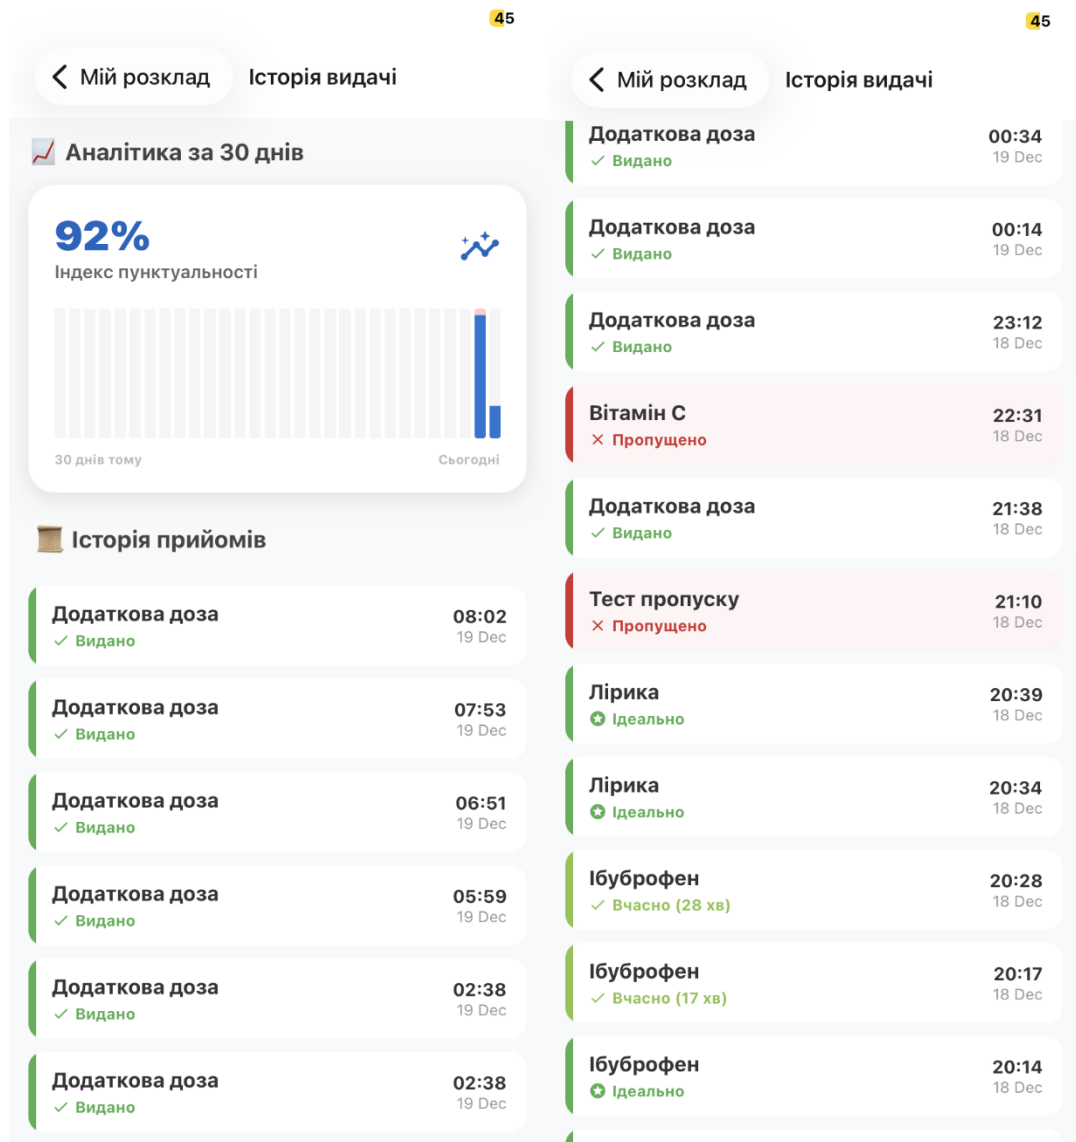 45
Мій розклад Історія видачі
Аналітика за 30 днів
92%
Індекс пунктуальності
30 днів тому Сьогодні
Історія прийомів
Додаткова доза 08:02
Видано 19 Dec
Додаткова доза 07:53
Видано 19 Dec
Додаткова доза 06:51
Видано 19 Dec
Додаткова доза 05:59
Видано 19 Dec
Додаткова доза 02:38
Видано 19 Dec
Додаткова доза 02:38
Видано 19 Dec
45
Мій розклад Історія видачі
Додаткова доза 00:34
Видано 19 Dec
Додаткова доза 00:14
Видано 19 Dec
Додаткова доза 23:12
Видано 18 Dec
Вітамін С 22:31
Пропущено 18 Dec
Додаткова доза 21:38
Видано 18 Dec
Тест пропуску 21:10
Пропущено 18 Dec
Лірика 20:39
Ідеально 18 Dec
Лірика 20:34
Ідеально 18 Dec
Ібуброфен 20:28
Вчасно (28 хв) 18 Dec
Ібуброфен 20:17
Вчасно (17 хв) 18 Dec
Ібуброфен 20:14
Ідеально 18 Dec